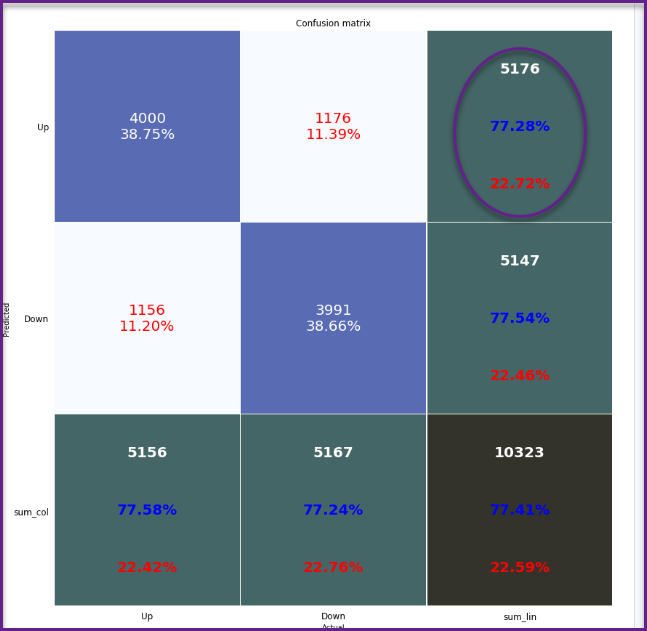 Confusion matrix
Up
4000
38.75%
1176
11.39%
5176
77.28%
22.72%
Predicted
Down
1156
11.20%
3991
38.66%
5147
77.54%
22.46%
sum_col
5156
77.58%
22.42%
5167
77.24%
22.76%
10323
77.41%
22.59%
Up
Down
sum_lin
Actual